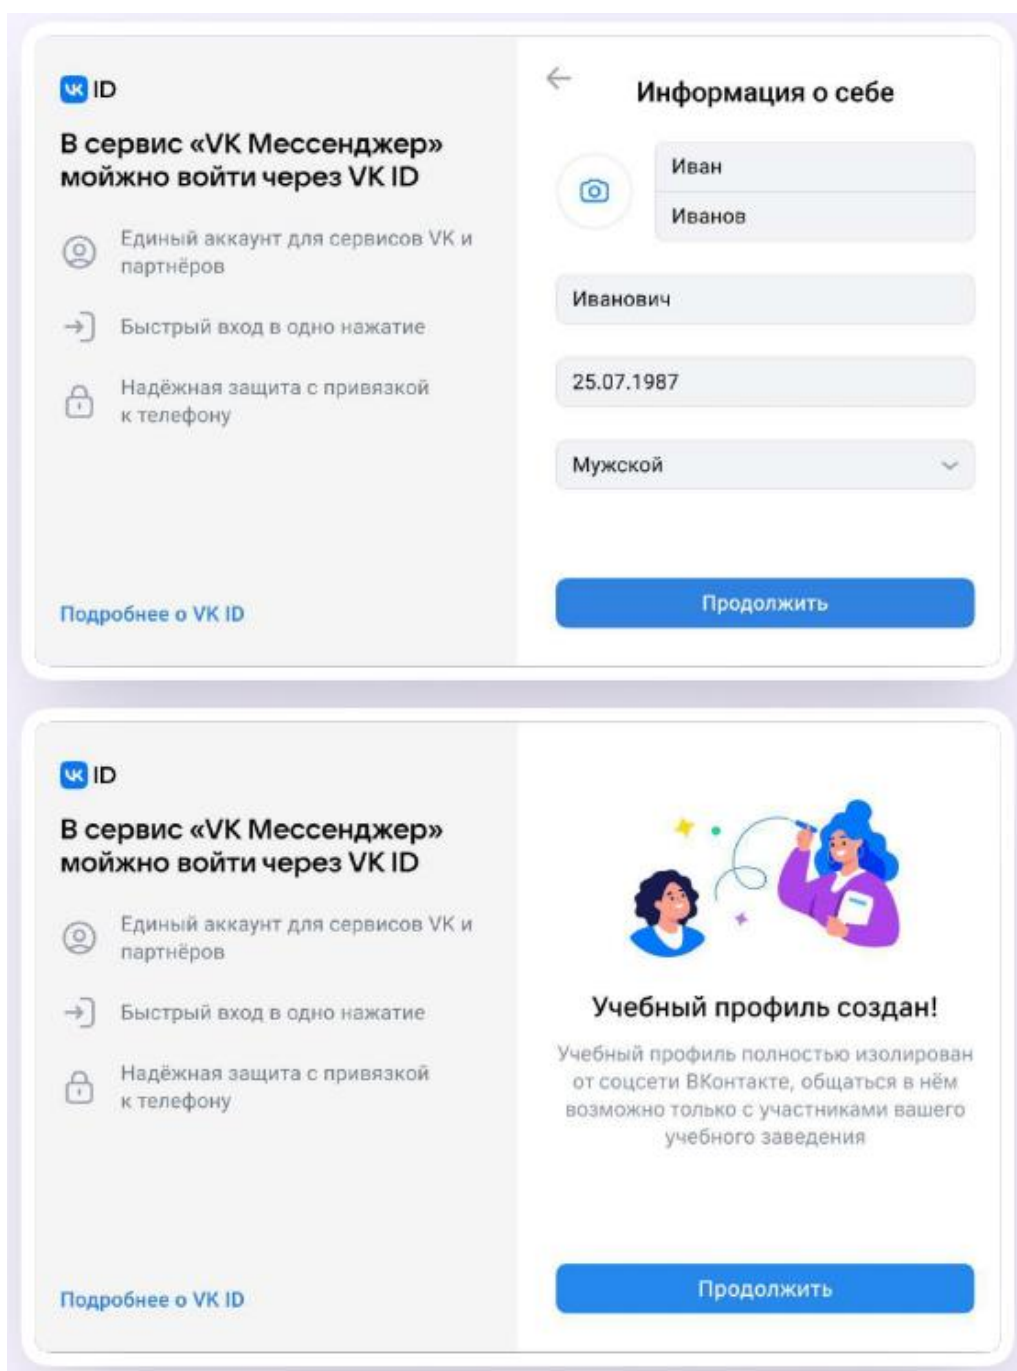 VK ID
В сервис «VK Мессенджер»
мойжно войти через VK ID
Единый аккаунт для сервисов VK и
партнёров
Быстрый вход в одно нажатие
Надёжная защита с привязкой
к телефону
Подробнее о VK ID
Информация о себе
Иван
Иванов
Иванович
25.07.1987
Мужской
Продолжить
VK ID
В сервис «VK Мессенджер»
мойжно войти через VK ID
Единый аккаунт для сервисов VK и
партнёров
Быстрый вход в одно нажатие
Надёжная защита с привязкой
к телефону
Подробнее о VK ID
Учебный профиль создан!
Учебный профиль полностью изолирован
от соцсети ВКонтакте, общаться в нём
возможно только с участниками вашего
учебного заведения
Продолжить